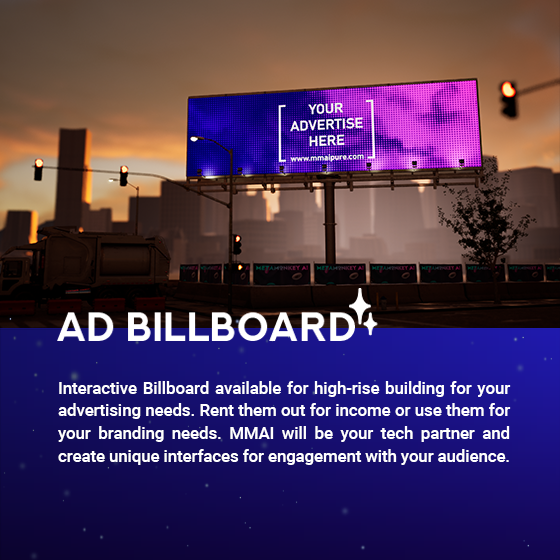 YOUR
ADVERTISE
HERE
www.mmaipure.com
AD BILLBOARD
Interactive Billboard available for high-rise building for your
advertising needs. Rent them out for income or use them for
your branding needs. MMAI will be your tech partner and
create unique interfaces for engagement with your audience.